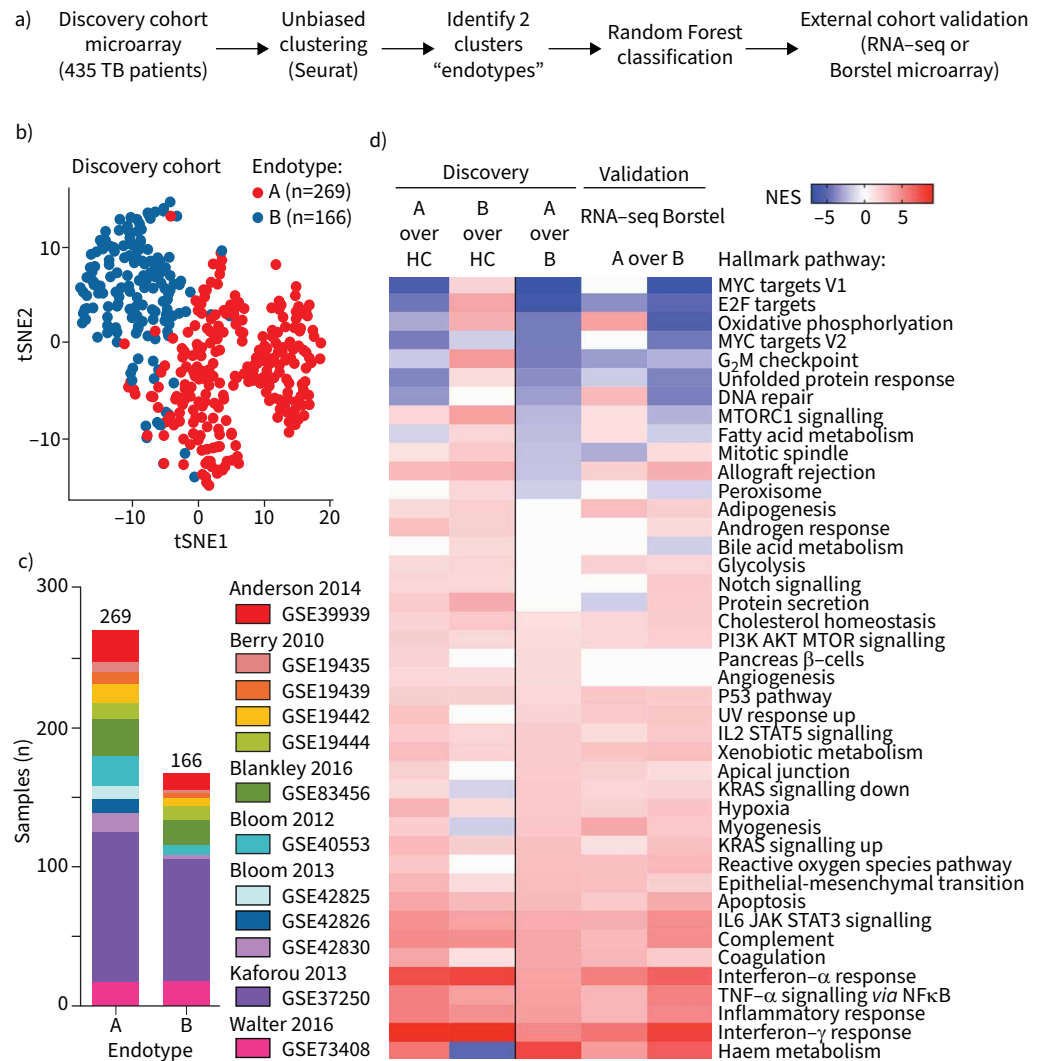 a)
Discovery cohort
microarray
(435 TB patients)
Unbiased
clustering
(Seurat)
Identify 2
clusters
“endotypes”
Random Forest
classification
External cohort validation
(RNA–seq or
Borstel microarray)
b)
Discovery cohort
Endotype:
A (n=269)
B (n=166)
tSNE2
10
0
−10
−10
0
10
20
tSNE1
c)
Samples (n)
300
200
100
0
269
166
A
B
Endotype
Anderson 2014
GSE39939
Berry 2010
GSE19435
GSE19439
GSE19442
GSE19444
Blankley 2016
GSE83456
Bloom 2012
GSE40553
Bloom 2013
GSE42825
GSE42826
GSE42830
Kaforou 2013
GSE37250
Walter 2016
GSE73408
d)
Discovery
Validation
NES
−5
0
5
A
over
HC
B
over
HC
A
over
B
RNA–seq Borstel
A over B
Hallmark pathway:
MYC targets V1
E2F targets
Oxidative phosphorlyation
MYC targets V2
G2M checkpoint
Unfolded protein response
DNA repair
MTORC1 signalling
Fatty acid metabolism
Mitotic spindle
Allograft rejection
Peroxisome
Adipogenesis
Androgen response
Bile acid metabolism
Glycolysis
Notch signalling
Protein secretion
Cholesterol homeostasis
PI3K AKT MTOR signalling
Pancreas β–cells
Angiogenesis
P53 pathway
UV response up
IL2 STAT5 signalling
Xenobiotic metabolism
Apical junction
KRAS signalling down
Hypoxia
Myogenesis
KRAS signalling up
Reactive oxygen species pathway
Epithelial-mesenchymal transition
Apoptosis
IL6 JAK STAT3 signalling
Complement
Coagulation
Interferon–α response
TNF–α signalling via NFκB
Inflammatory response
Interferon–γ response
Haem metabolism